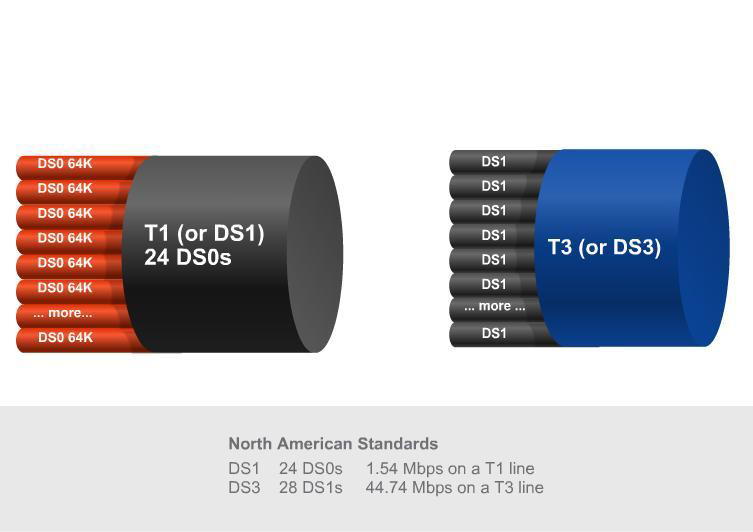 DS0 64K
DS0 64K
DS0 64K
DS0 64K
DS0 64K
DS0 64K
... more...
DS0 64K
T1 (or DS1)
24 DS0s
DS1
DS1
DS1
DS1
DS1
DS1
... more ...
DS1
T3 (or DS3)
North American Standards
DS1 24 DS0s 1.54 Mbps on a T1 line
DS3 28 DS1s 44.74 Mbps on a T3 line